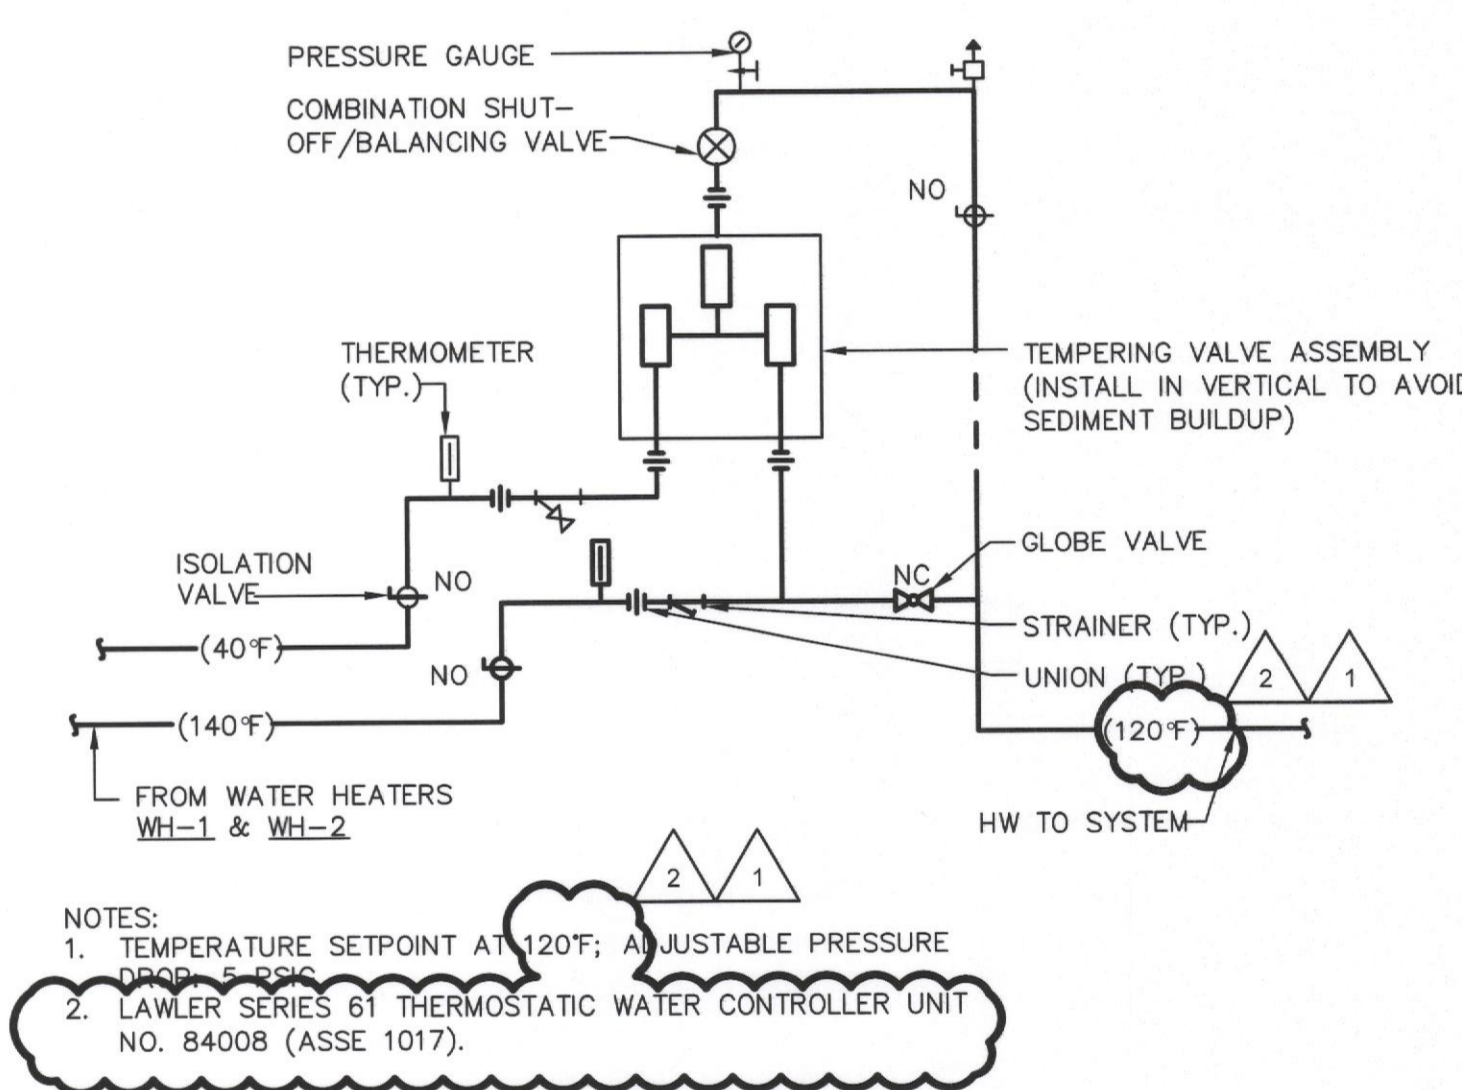 PRESSURE GAUGE
COMBINATION SHUT-
OFF/BALANCING VALVE
NO
THERMOMETER
(TYP.)
TEMPERING VALVE ASSEMBLY
(INSTALL IN VERTICAL TO AVOID
SEDIMENT BUILDUP)
ISOLATION
VALVE
NO
NC
GLOBE VALVE
(40°F)
STRAINER (TYP.)
NO
UNION (TYP.)
2
1
(140°F)
(120°F)
FROM WATER HEATERS
WH-1 & WH-2
HW TO SYSTEM
2
1
NOTES:
1. TEMPERATURE SETPOINT AT 120°F; ADJUSTABLE PRESSURE
DROP: 5 PSIG
2. LAWLER SERIES 61 THERMOSTATIC WATER CONTROLLER UNIT
NO. 84008 (ASSE 1017).